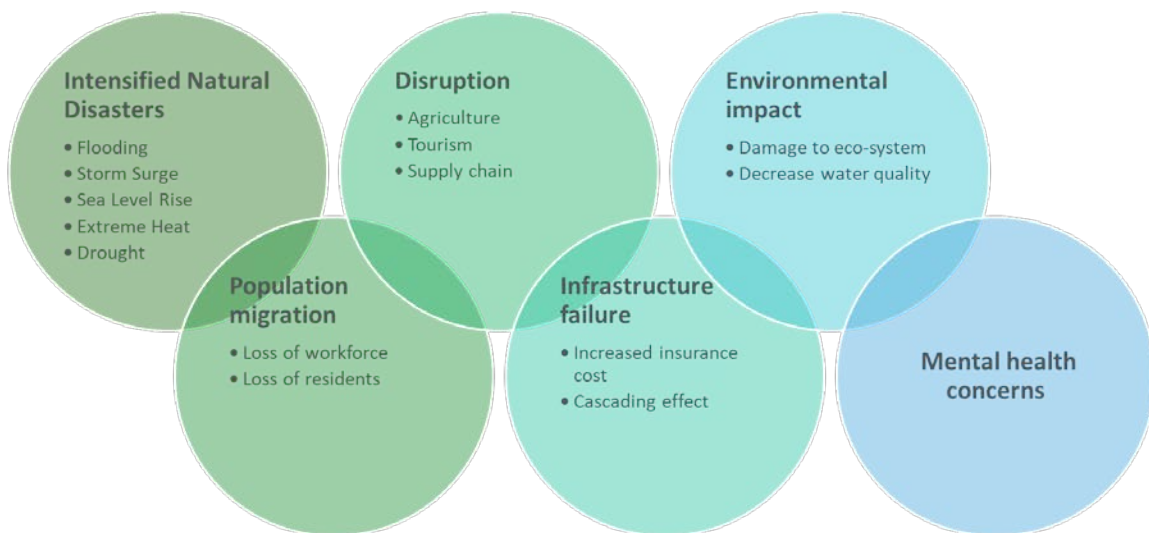 Intensified Natural
Disasters
• Flooding
• Storm Surge
• Sea Level Rise
• Extreme Heat
• Drought
Population
migration
• Loss of workforce
• Loss of residents
Disruption
• Agriculture
• Tourism
• Supply chain
Infrastructure
failure
• Increased insurance
cost
• Cascading effect
Environmental
impact
• Damage to eco-system
• Decrease water quality
Mental health
concerns